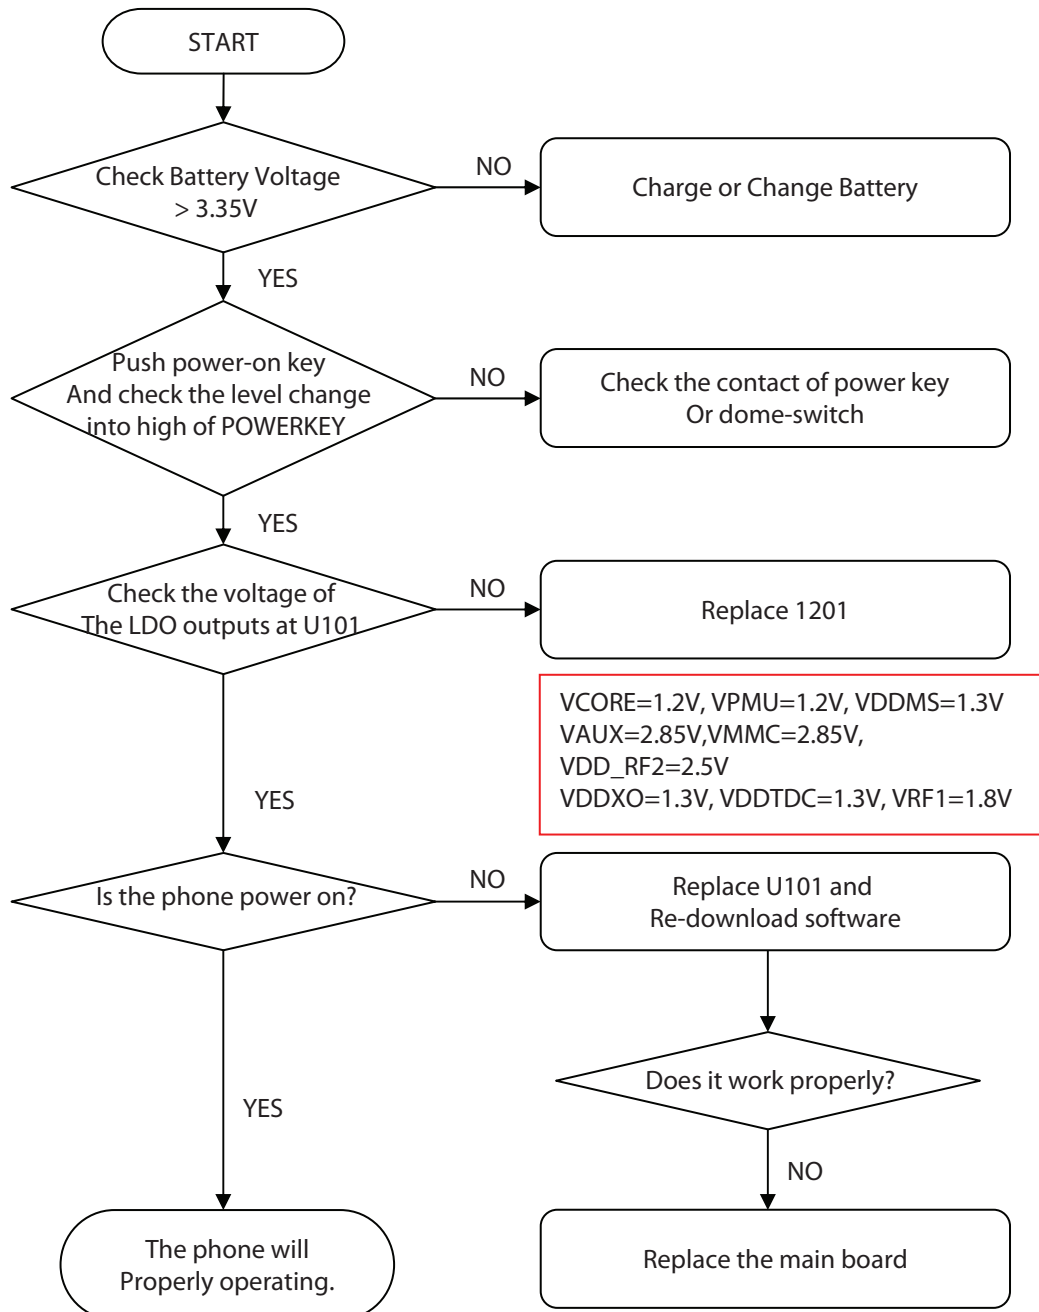 START
Check Battery Voltage
> 3.35V
NO
Charge or Change Battery
YES
Push power-on key
And check the level change
into high of POWERKEY
NO
Check the contact of power key
Or dome-switch
YES
Check the voltage of
The LDO outputs at U101
NO
Replace 1201
VCORE=1.2V, VPMU=1.2V, VDDMS=1.3V
VAUX=2.85V,VMMC=2.85V,
VDD_RF2=2.5V
VDDXO=1.3V, VDDTDC=1.3V, VRF1=1.8V
YES
Is the phone power on?
NO
Replace U101 and
Re-download software
Does it work properly?
YES
NO
The phone will
Properly operating.
Replace the main board